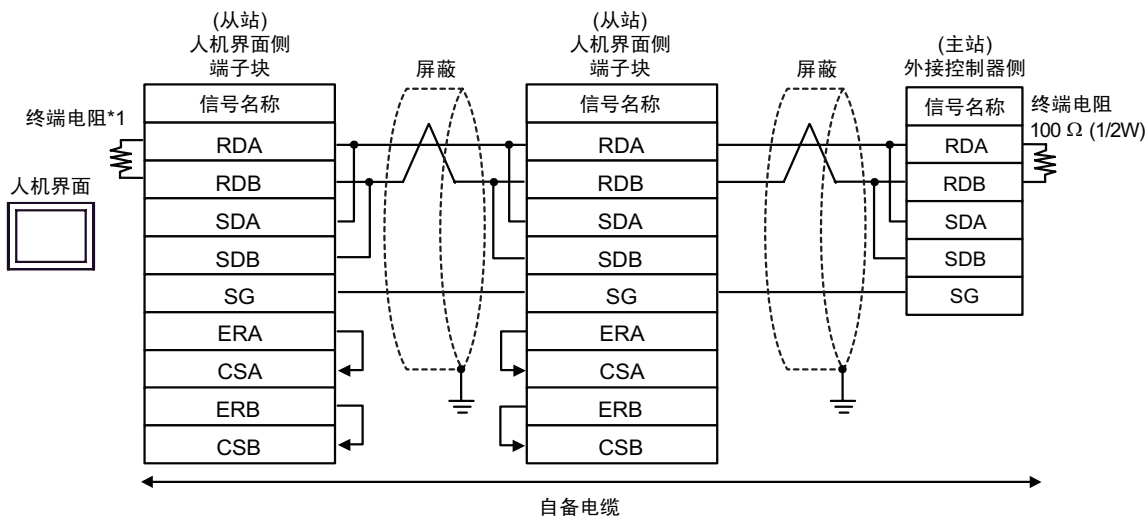 (从站)
人机界面侧
端子块
(从站)
人机界面侧
端子块
(主站)
外接控制器侧
屏蔽
屏蔽
终端电阻*1
人机界面
信号名称
RDA
RDB
SDA
SDB
SG
ERA
CSA
ERB
CSB
信号名称
RDA
RDB
SDA
SDB
SG
ERA
CSA
ERB
CSB
信号名称
RDA
RDB
SDA
SDB
SG
终端电阻
100 Ω (1/2W)
自备电缆